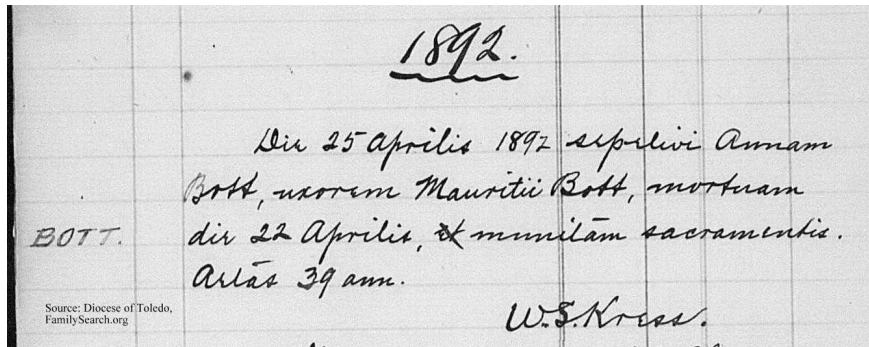 1892.
Die 25 Aprilis 1892 sepelivi Annam
Bott, uxorem Mauritii Bott, mortuam
BOTT.
die 22 Aprilis, munitam sacramentis.
Aetas 39 ann.
W.S. Kress.
Source: Diocese of Toledo,
FamilySearch.org